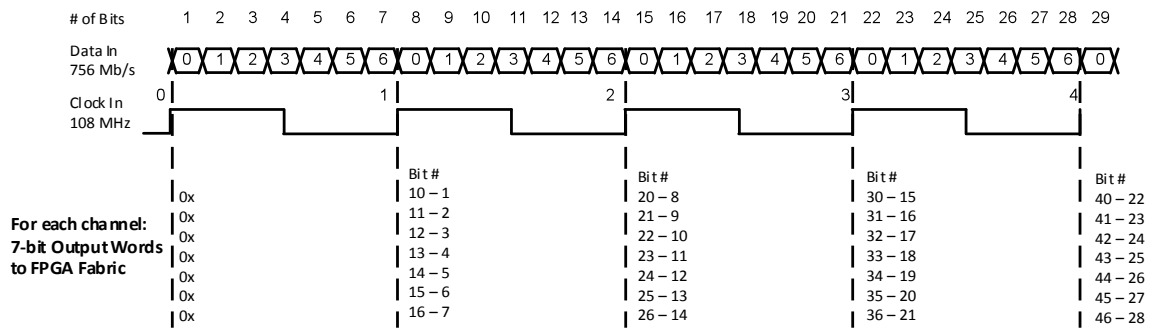 # of Bits 1 2 3 4 5 6 7 8 9 10 11 12 13 14 15 16 17 18 19 20 21 22 23 24 25 26 27 28 29
Data In
756 Mb/s
0 1 2 3 4 5 6 0 1 2 3 4 5 6 0 1 2 3 4 5 6 0 1 2 3 4 5 6 0
0 1 2 3 4
Clock In
108 MHz
For each channel:
7-bit Output Words
to FPGA Fabric
0x
0x
0x
0x
0x
0x
0x
Bit #
10 – 1
11 – 2
12 – 3
13 – 4
14 – 5
15 – 6
16 – 7
Bit #
20 – 8
21 – 9
22 – 10
23 – 11
24 – 12
25 – 13
26 – 14
Bit #
30 – 15
31 – 16
32 – 17
33 – 18
34 – 19
35 – 20
36 – 21
Bit #
40 – 22
41 – 23
42 – 24
43 – 25
44 – 26
45 – 27
46 – 28